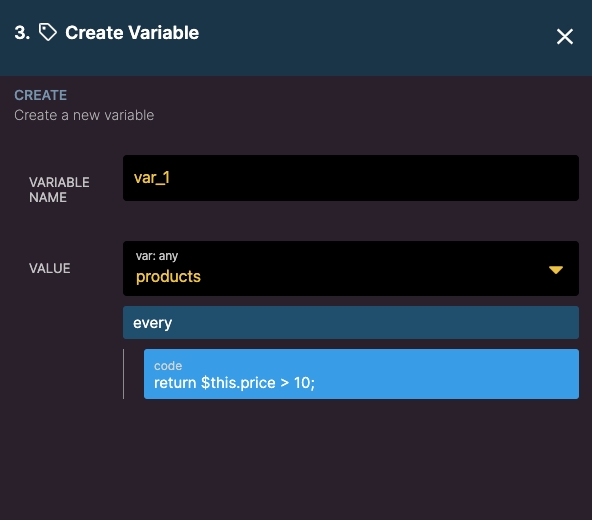 3. Create Variable
CREATE
Create a new variable
VARIABLE
NAME
var_1
VALUE
var: any
products
every
code
return $this.price > 10;